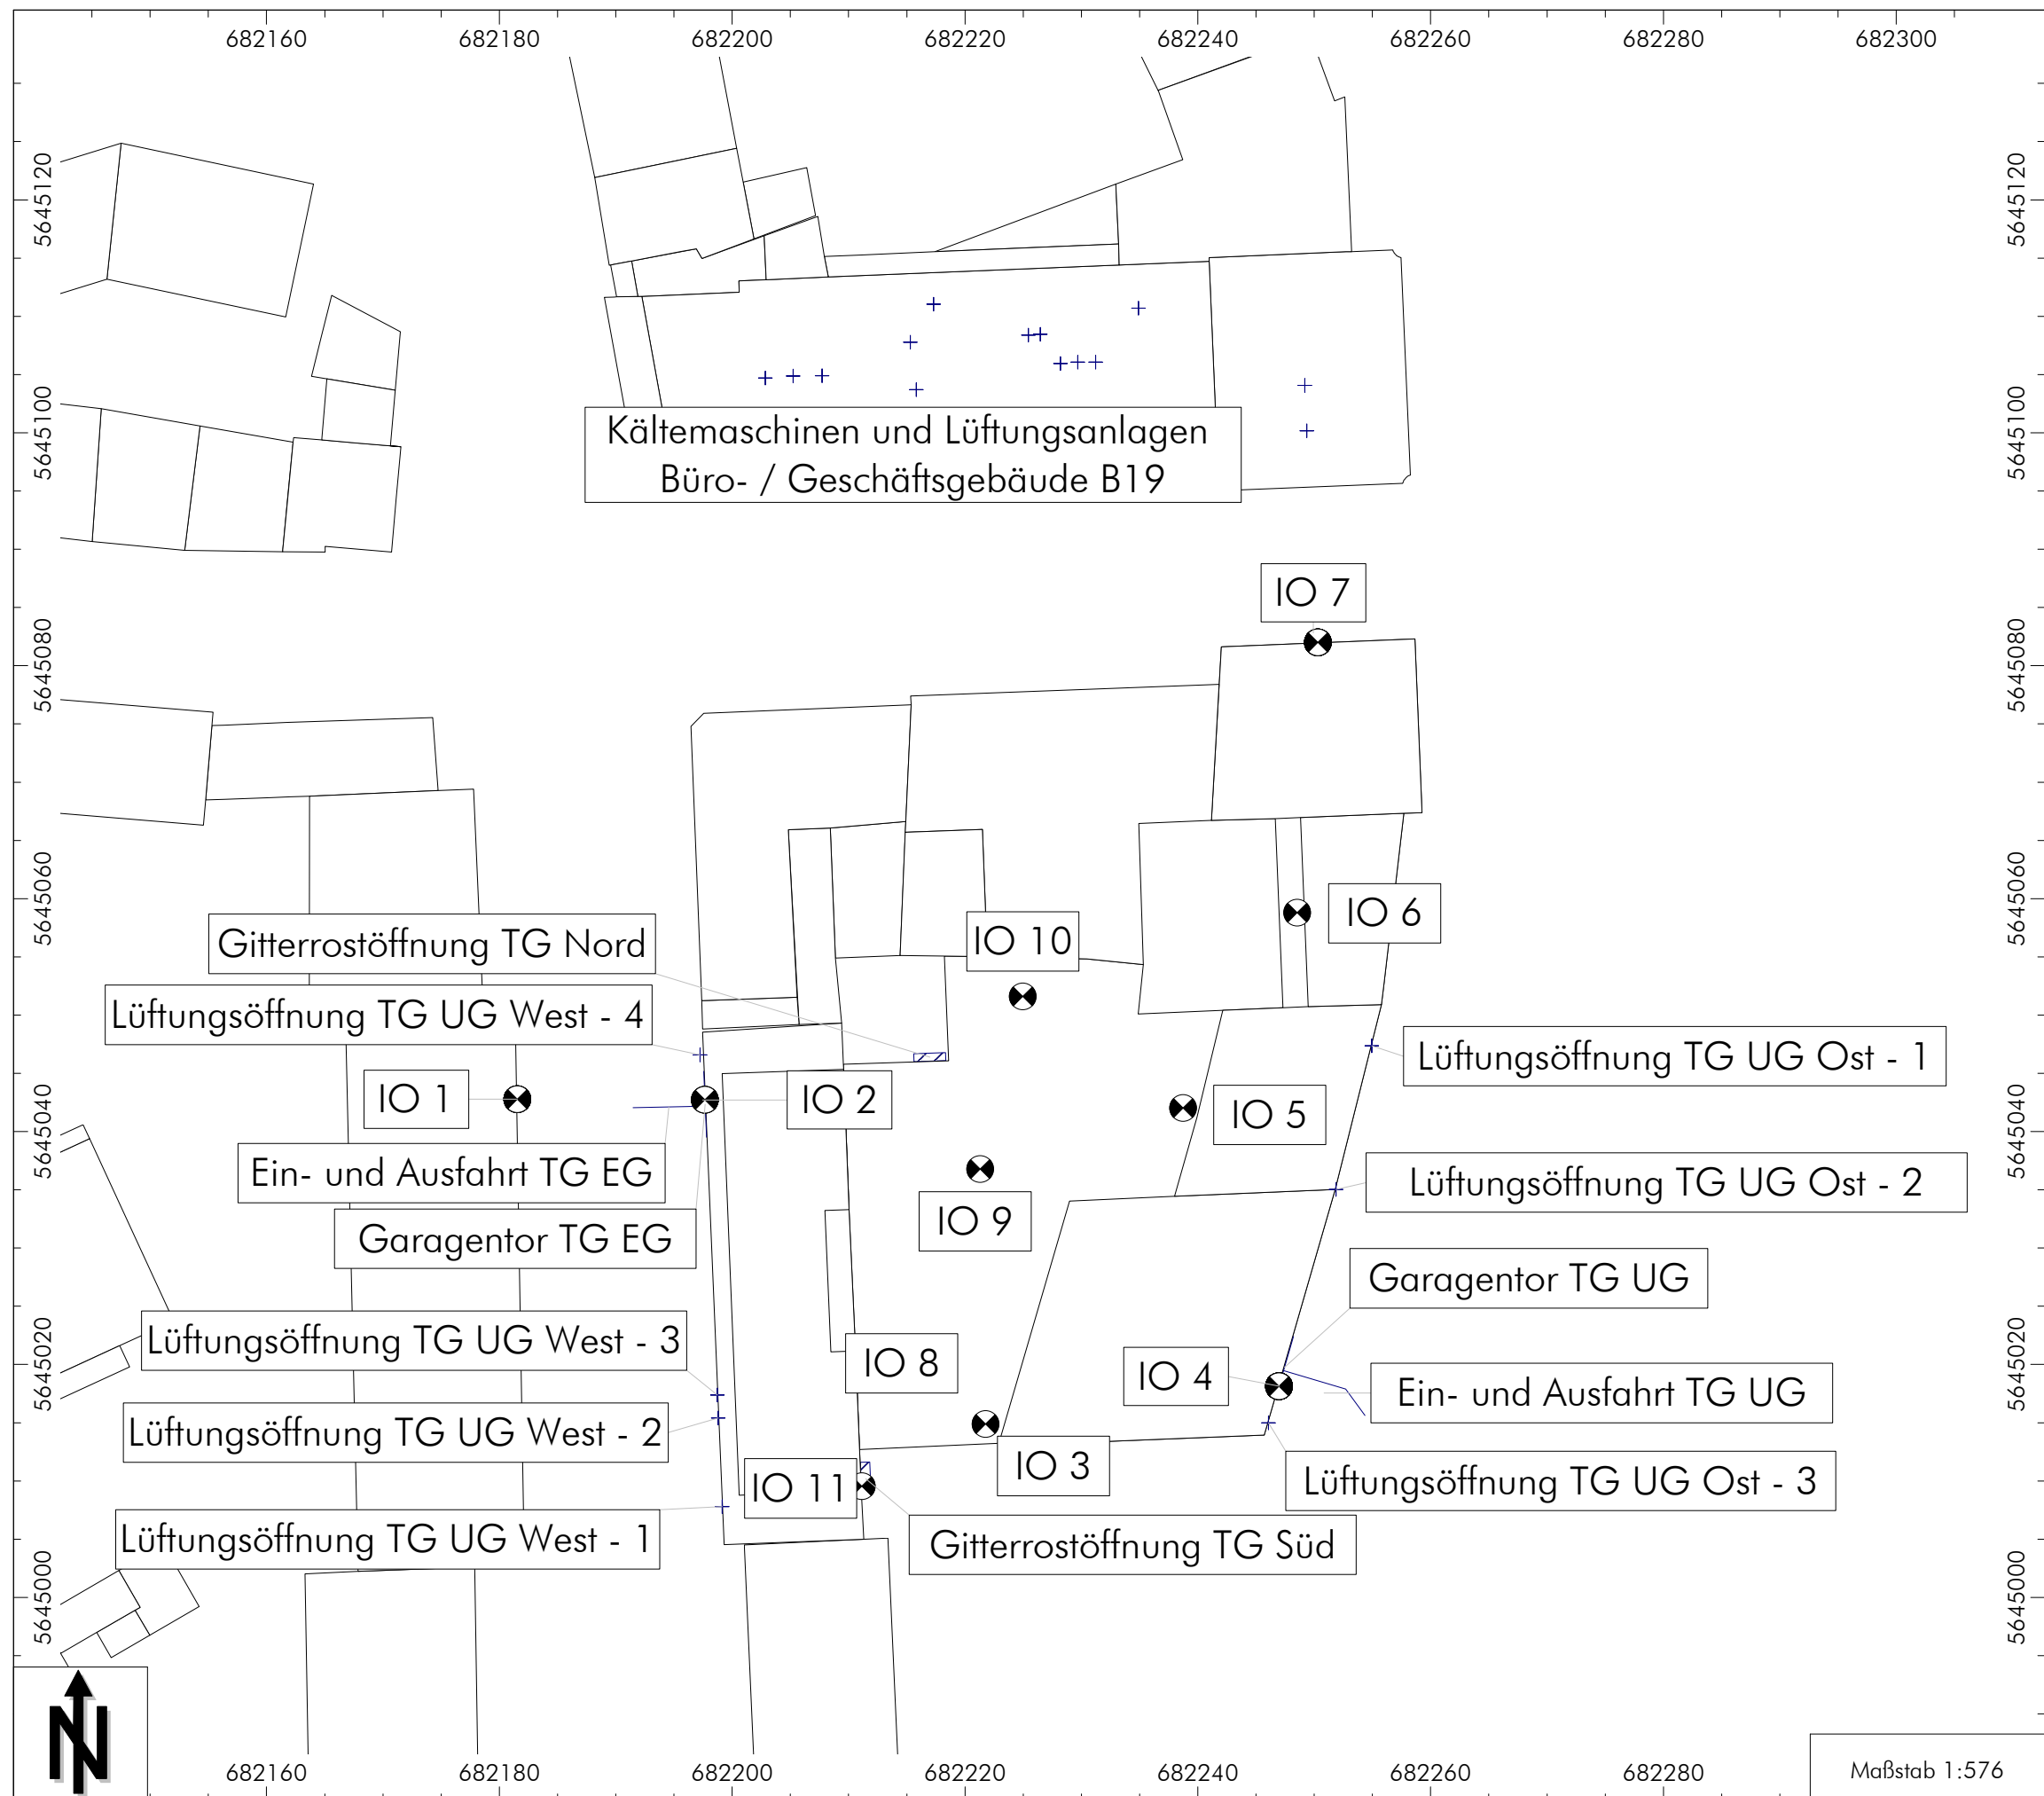 682160 682180 682200 682220 682240 682260 682280 682300
5645120 5645120
5645100 5645100
Kältemaschinen und Lüftungsanlagen
Büro- / Geschäftsgebäude B19
IO 7
5645080 5645080
5645060 5645060
IO 6
Gitterrostöffnung TG Nord
IO 10
Lüftungsöffnung TG UG West - 4
Lüftungsöffnung TG UG Ost - 1
IO 1
IO 2
IO 5
5645040 5645040
Ein- und Ausfahrt TG EG
Lüftungsöffnung TG UG Ost - 2
IO 9
Garagentor TG EG
Garagentor TG UG
Lüftungsöffnung TG UG West - 3
IO 8
IO 4
5645020 5645020
Ein- und Ausfahrt TG UG
Lüftungsöffnung TG UG West - 2
IO 3
IO 11
Lüftungsöffnung TG UG Ost - 3
Lüftungsöffnung TG UG West - 1
Gitterrostöffnung TG Süd
5645000 5645000
N
682160 682180 682200 682220 682240 682260 682280
Maßstab 1:576